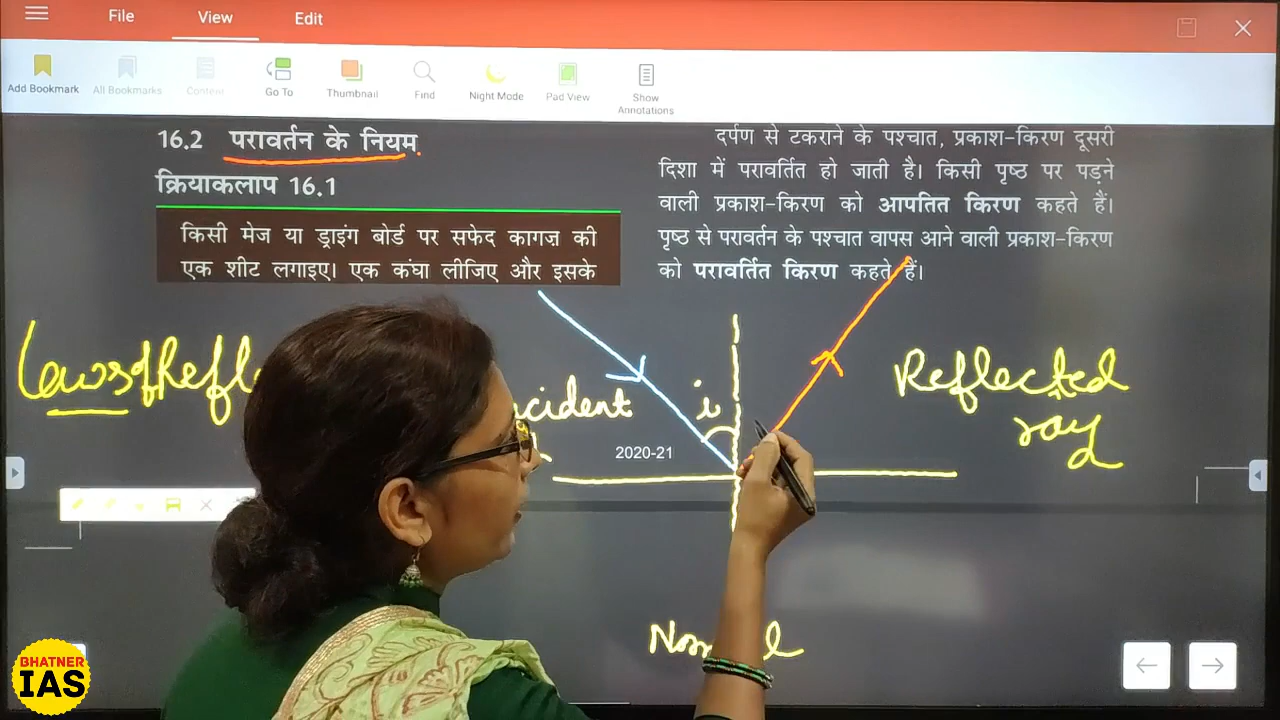 File View Edit
Add Bookmark All Bookmarks Content Go To Thumbnail Find Night Mode Pad View Show Annotations
16.2 परावर्तन के नियम
क्रियाकलाप 16.1
किसी मेज या ड्राइंग बोर्ड पर सफेद कागज़ की
एक शीट लगाइए। एक कंघा लीजिए और इसके
दर्पण से टकराने के पश्चात, प्रकाश-किरण दूसरी
दिशा में परावर्तित हो जाती है। किसी पृष्ठ पर पड़ने
वाली प्रकाश-किरण को आपतित किरण कहते हैं।
पृष्ठ से परावर्तन के पश्चात वापस आने वाली प्रकाश-किरण
को परावर्तित किरण कहते हैं।
Laws of Refle
cident
i
Reflected
ray
2020-21
BHATNER
IAS